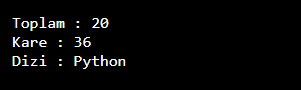 Toplam : 20
Kare : 36
Dizi : Python